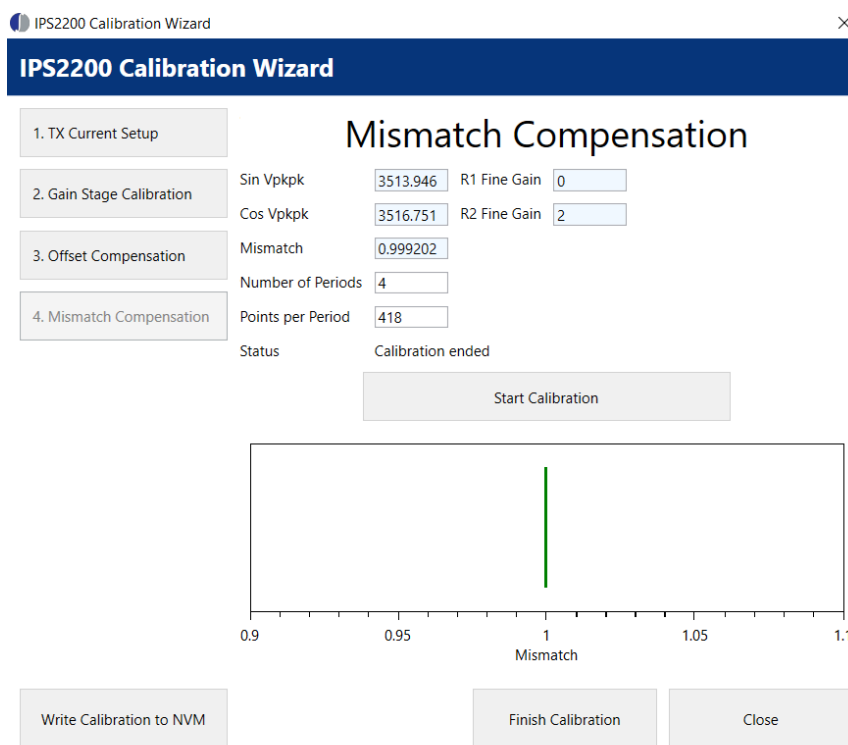 IPS2200 Calibration Wizard
IPS2200 Calibration Wizard
1. TX Current Setup
2. Gain Stage Calibration
3. Offset Compensation
4. Mismatch Compensation
Mismatch Compensation
Sin Vpkpk 3513.946 R1 Fine Gain 0
Cos Vpkpk 3516.751 R2 Fine Gain 2
Mismatch 0.999202
Number of Periods 4
Points per Period 418
Status Calibration ended
Start Calibration
0.9 0.95 1 1.05 1.1
Mismatch
Write Calibration to NVM Finish Calibration Close